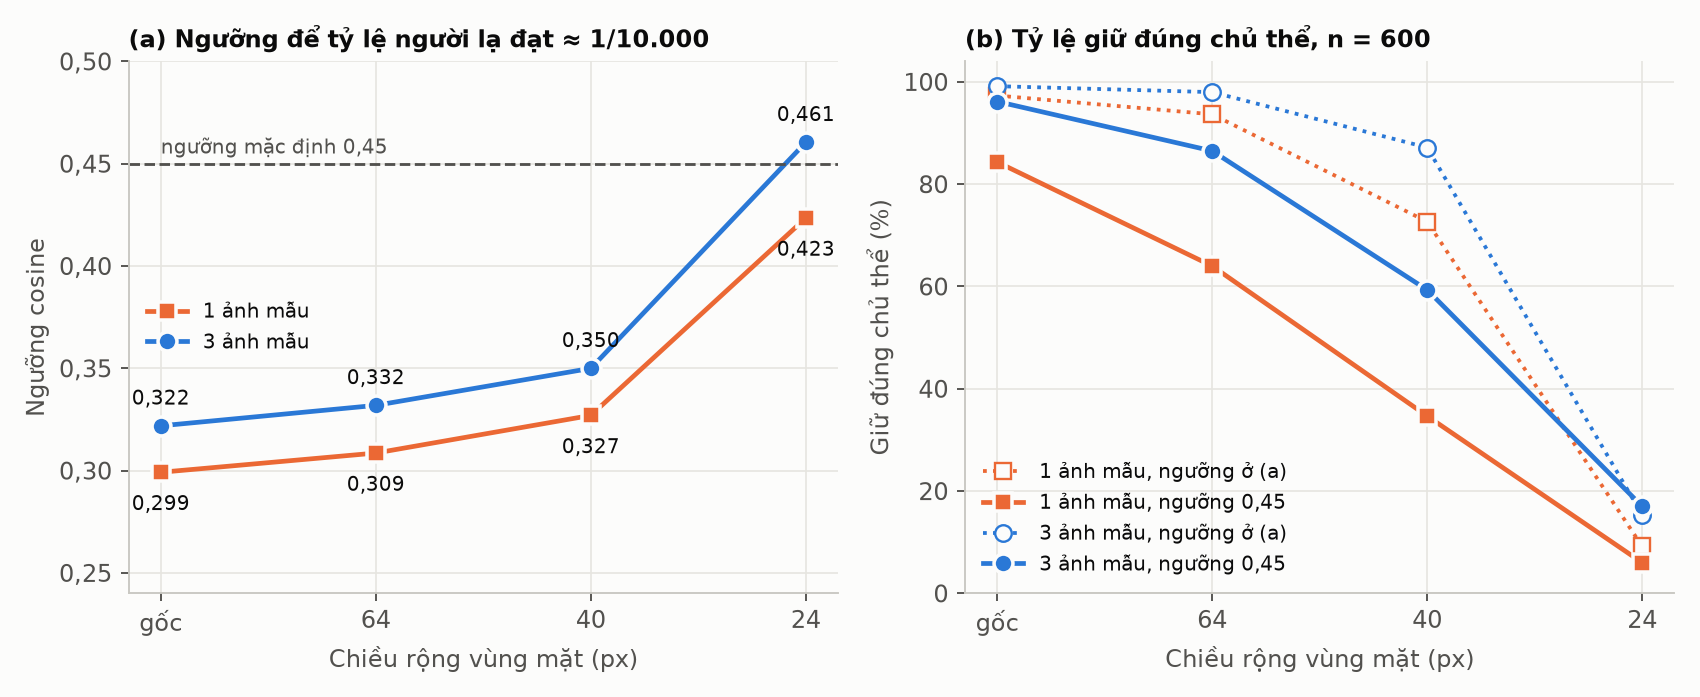 (a) Ngưỡng để tỷ lệ người lạ đạt ≈ 1/10.000
0,50
0,45
0,40
0,35
0,30
0,25
Ngưỡng cosine
ngưỡng mặc định 0,45
1 ảnh mẫu
3 ảnh mẫu
0,322
0,332
0,350
0,461
0,299
0,309
0,327
0,423
gốc
64
40
24
Chiều rộng vùng mặt (px)
(b) Tỷ lệ giữ đúng chủ thể, n = 600
100
80
60
40
20
0
Giữ đúng chủ thể (%)
1 ảnh mẫu, ngưỡng ở (a)
1 ảnh mẫu, ngưỡng 0,45
3 ảnh mẫu, ngưỡng ở (a)
3 ảnh mẫu, ngưỡng 0,45
gốc
64
40
24
Chiều rộng vùng mặt (px)